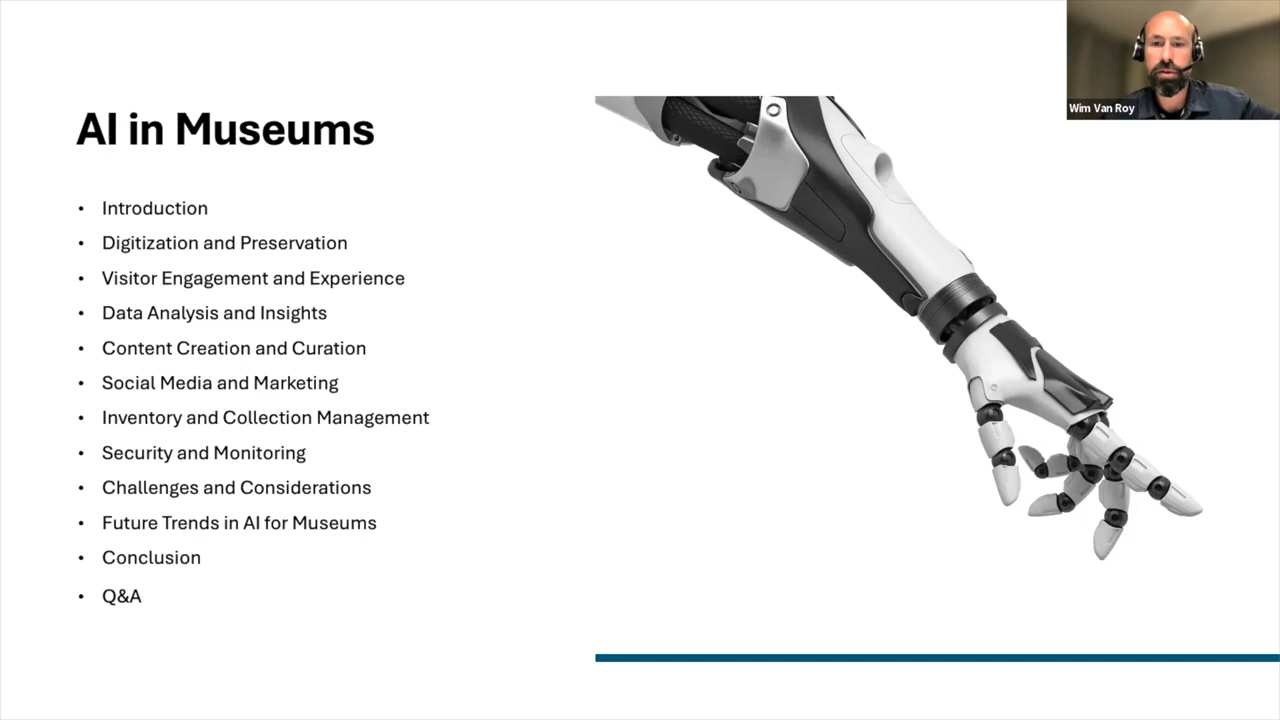 AI in Museums
• Introduction
• Digitization and Preservation
• Visitor Engagement and Experience
• Data Analysis and Insights
• Content Creation and Curation
• Social Media and Marketing
• Inventory and Collection Management
• Security and Monitoring
• Challenges and Considerations
• Future Trends in AI for Museums
• Conclusion
• Q&A
Wim Van Roy